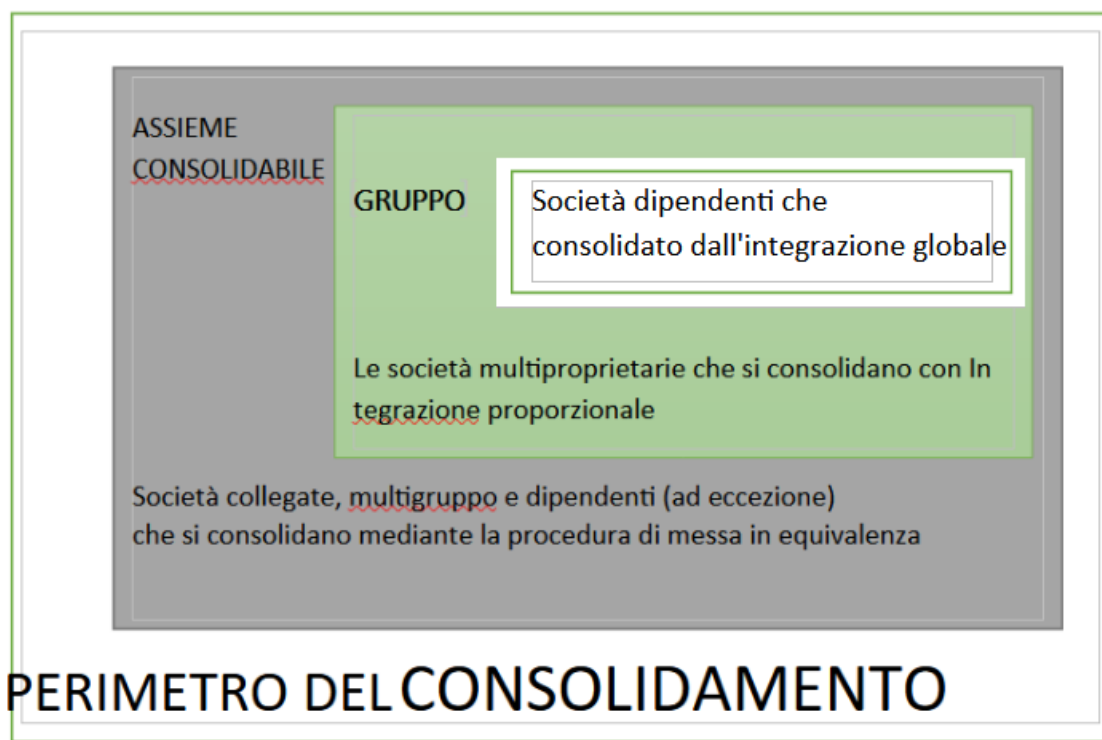 ASSIEME
CONSOLIDABILE
GRUPPO
Società dipendenti che
consolidato dall'integrazione globale
Le società multiproprietarie che si consolidano con In
tegrazione proporzionale
Società collegate, multigruppo e dipendenti (ad eccezione)
che si consolidano mediante la procedura di messa in equivalenza
PERIMETRO DEL CONSOLIDAMENTO